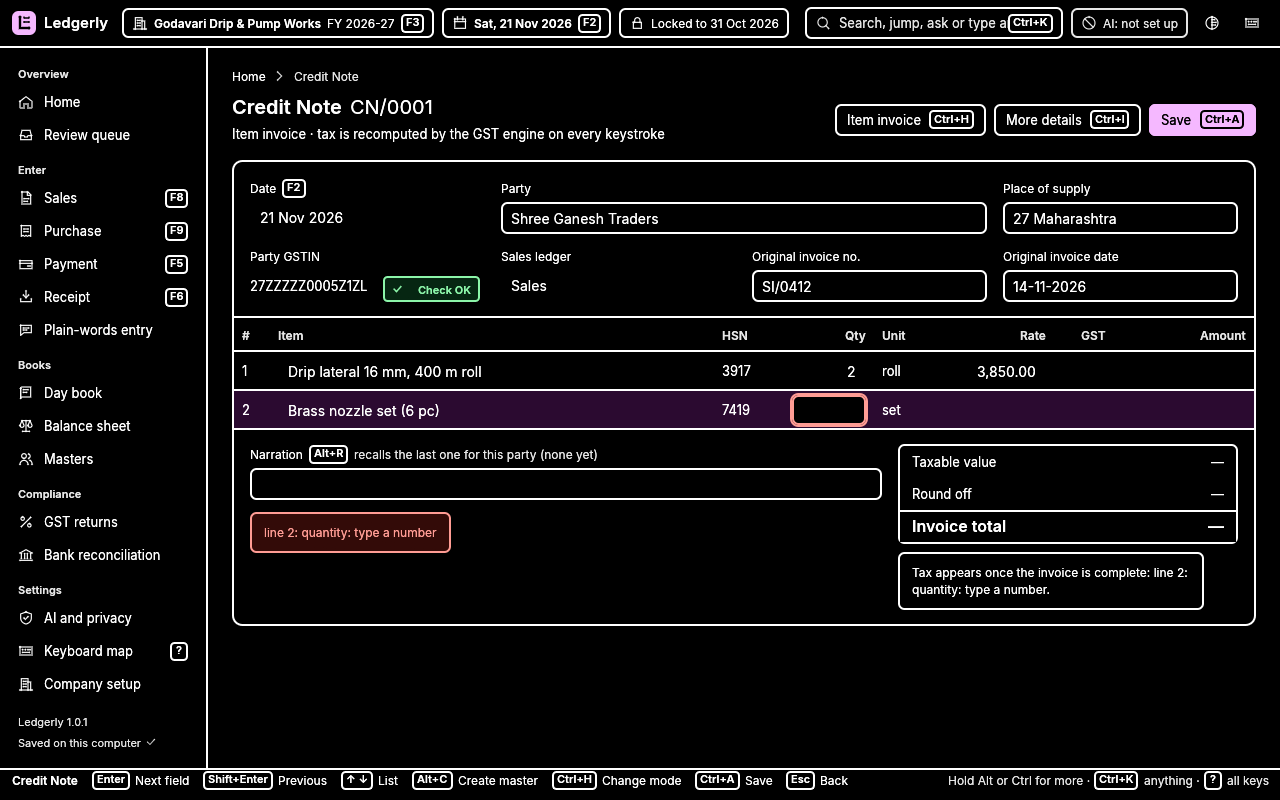 Ledgerly
Godavari Drip & Pump Works FY 2026-27 F3
Sat, 21 Nov 2026 F2
Locked to 31 Oct 2026
Search, jump, ask or type a Ctrl+K
AI: not set up
Overview
Home
Review queue
Enter
Sales F8
Purchase F9
Payment F5
Receipt F6
Plain-words entry
Books
Day book
Balance sheet
Masters
Compliance
GST returns
Bank reconciliation
Settings
AI and privacy
Keyboard map ?
Company setup
Ledgerly 1.0.1
Saved on this computer
Home Credit Note
Credit Note CN/0001
Item invoice · tax is recomputed by the GST engine on every keystroke
Item invoice Ctrl+H
More details Ctrl+I
Save Ctrl+A
Date F2
Party
Place of supply
21 Nov 2026
Shree Ganesh Traders
27 Maharashtra
Party GSTIN
Sales ledger
Original invoice no.
Original invoice date
27ZZZZZ0005Z1ZL
Check OK
Sales
SI/0412
14-11-2026
# Item HSN Qty Unit Rate GST Amount
1 Drip lateral 16 mm, 400 m roll 3917 2 roll 3,850.00
2 Brass nozzle set (6 pc) 7419 set
Narration Alt+R recalls the last one for this party (none yet)
line 2: quantity: type a number
Taxable value —
Round off —
Invoice total —
Tax appears once the invoice is complete: line 2:
quantity: type a number.
Credit Note Enter Next field Shift+Enter Previous ↑ ↓ List Alt+C Create master Ctrl+H Change mode Ctrl+A Save Esc Back
Hold Alt or Ctrl for more · Ctrl+K anything · ? all keys